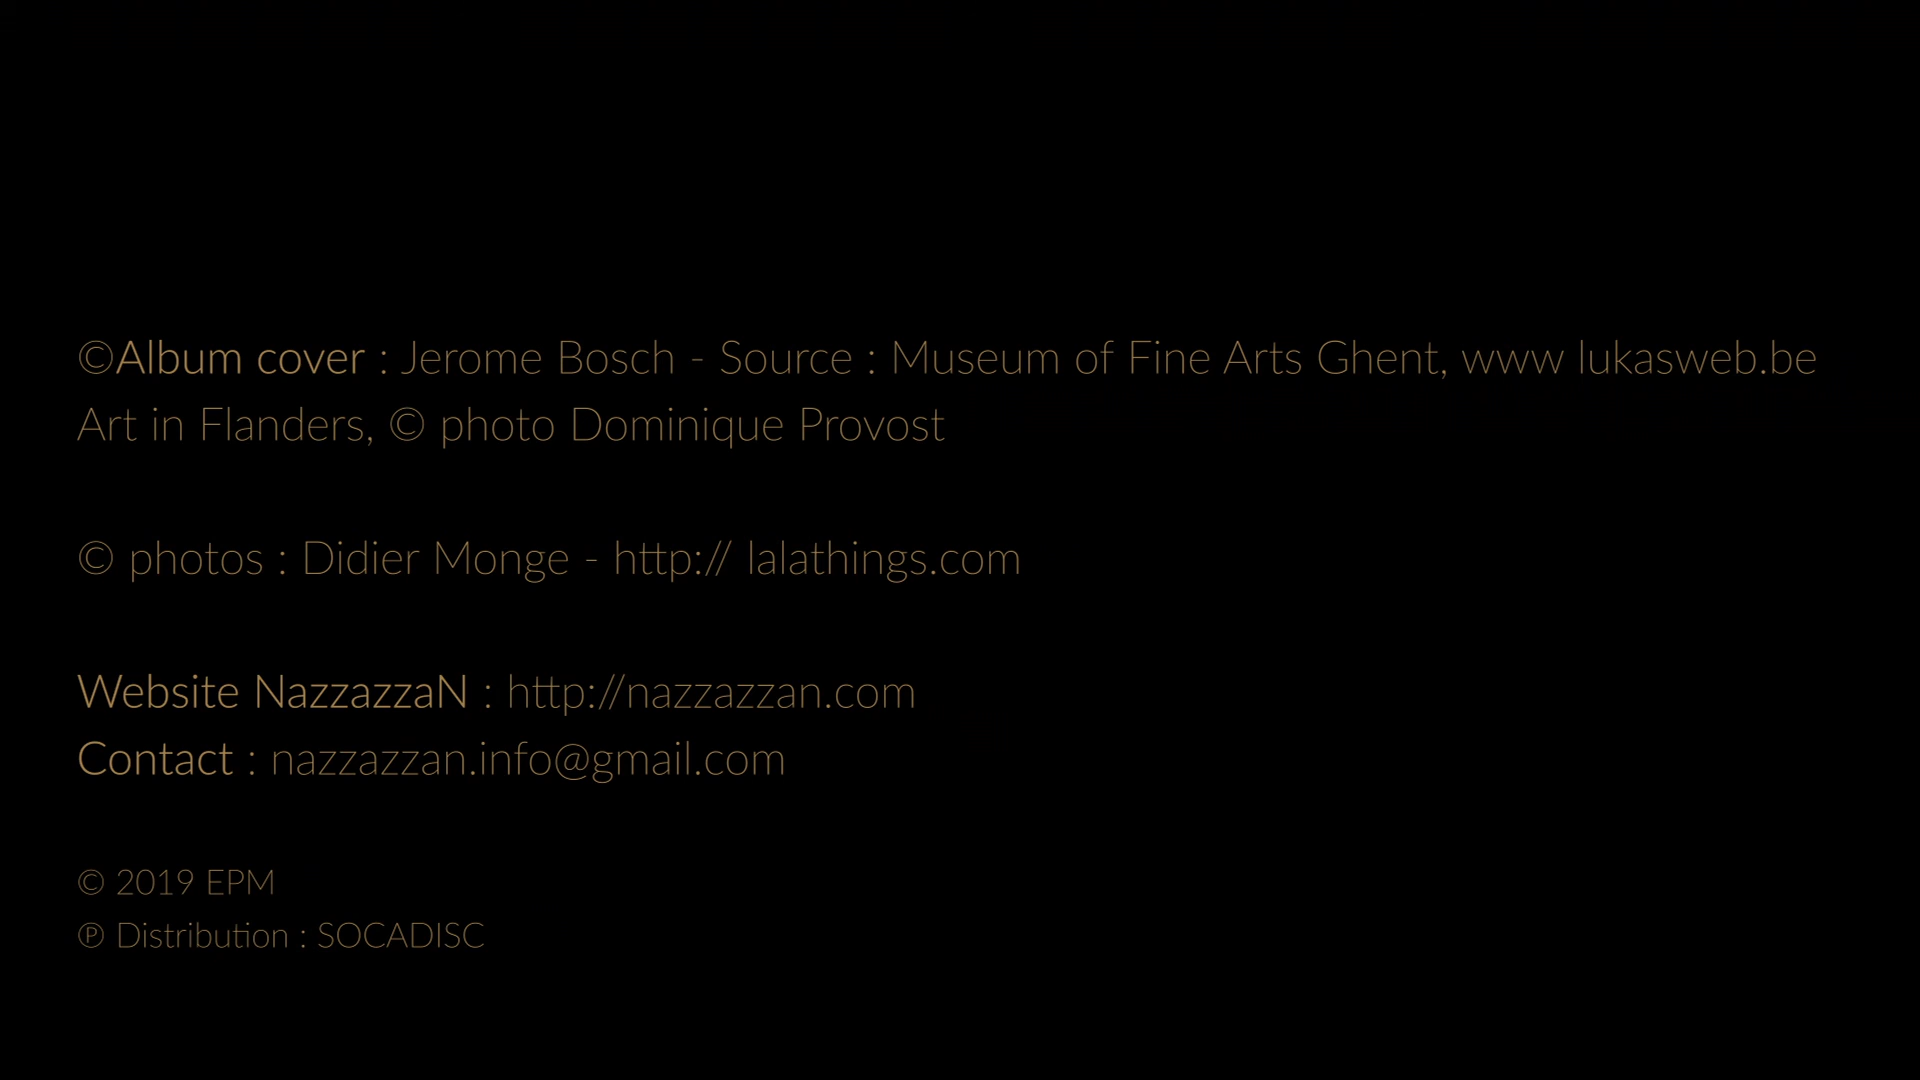 ©Album cover : Jerome Bosch - Source : Museum of Fine Arts Ghent, www lukasweb.be
Art in Flanders, © photo Dominique Provost
© photos : Didier Monge - http:// lalathings.com
Website NazzazzaN : http://nazzazzan.com
Contact : nazzazzan.info@gmail.com
© 2019 EPM
℗ Distribution : SOCADISC